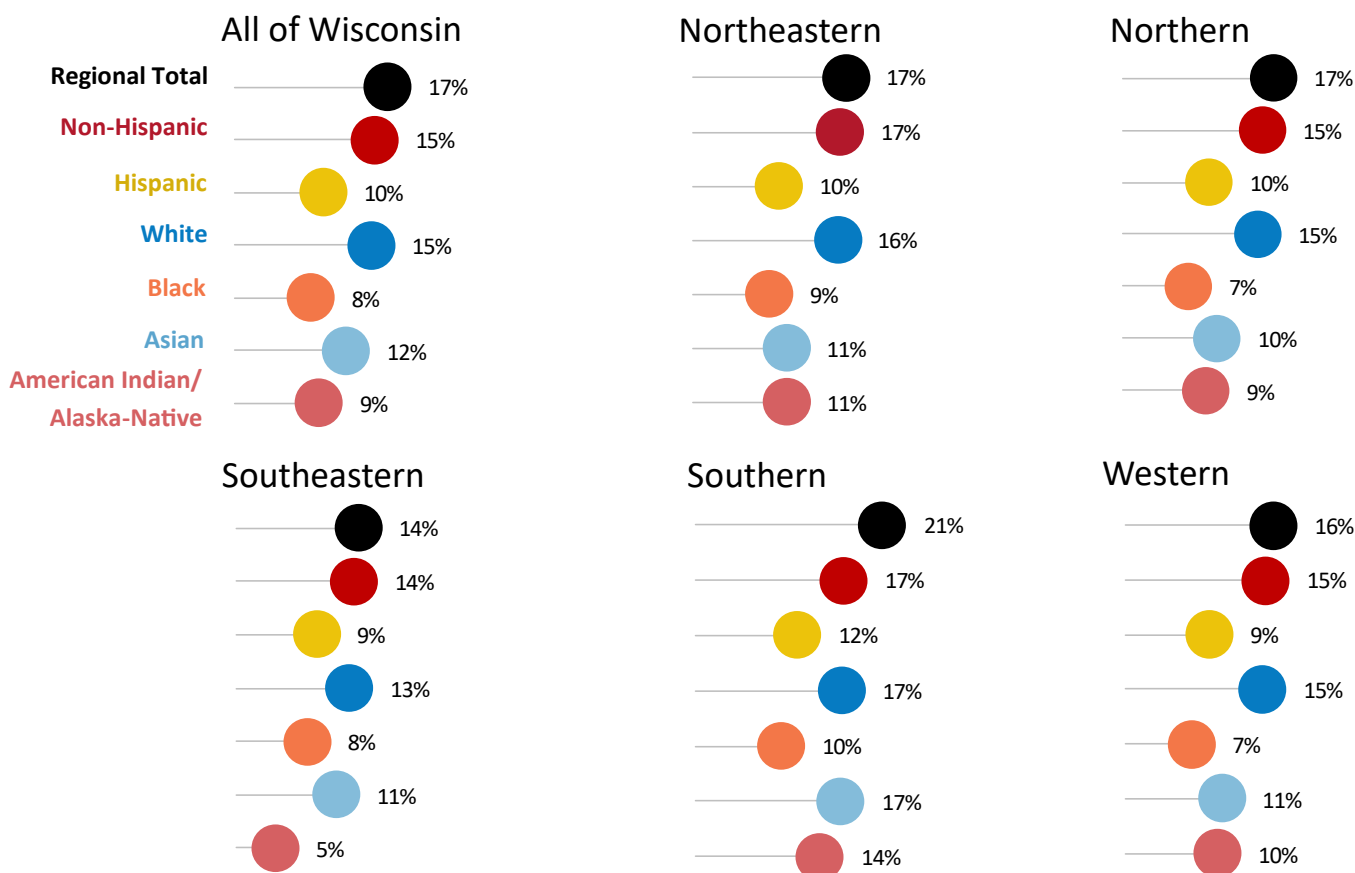 All of Wisconsin
Regional Total 17%
Non-Hispanic 15%
Hispanic 10%
White 15%
Black 8%
Asian 12%
American Indian/
Alaska-Native 9%
Northeastern
17%
17%
10%
16%
9%
11%
11%
Northern
17%
15%
10%
15%
7%
10%
9%
Southeastern
14%
14%
9%
13%
8%
11%
5%
Southern
21%
17%
12%
17%
10%
17%
14%
Western
16%
15%
9%
15%
7%
11%
10%